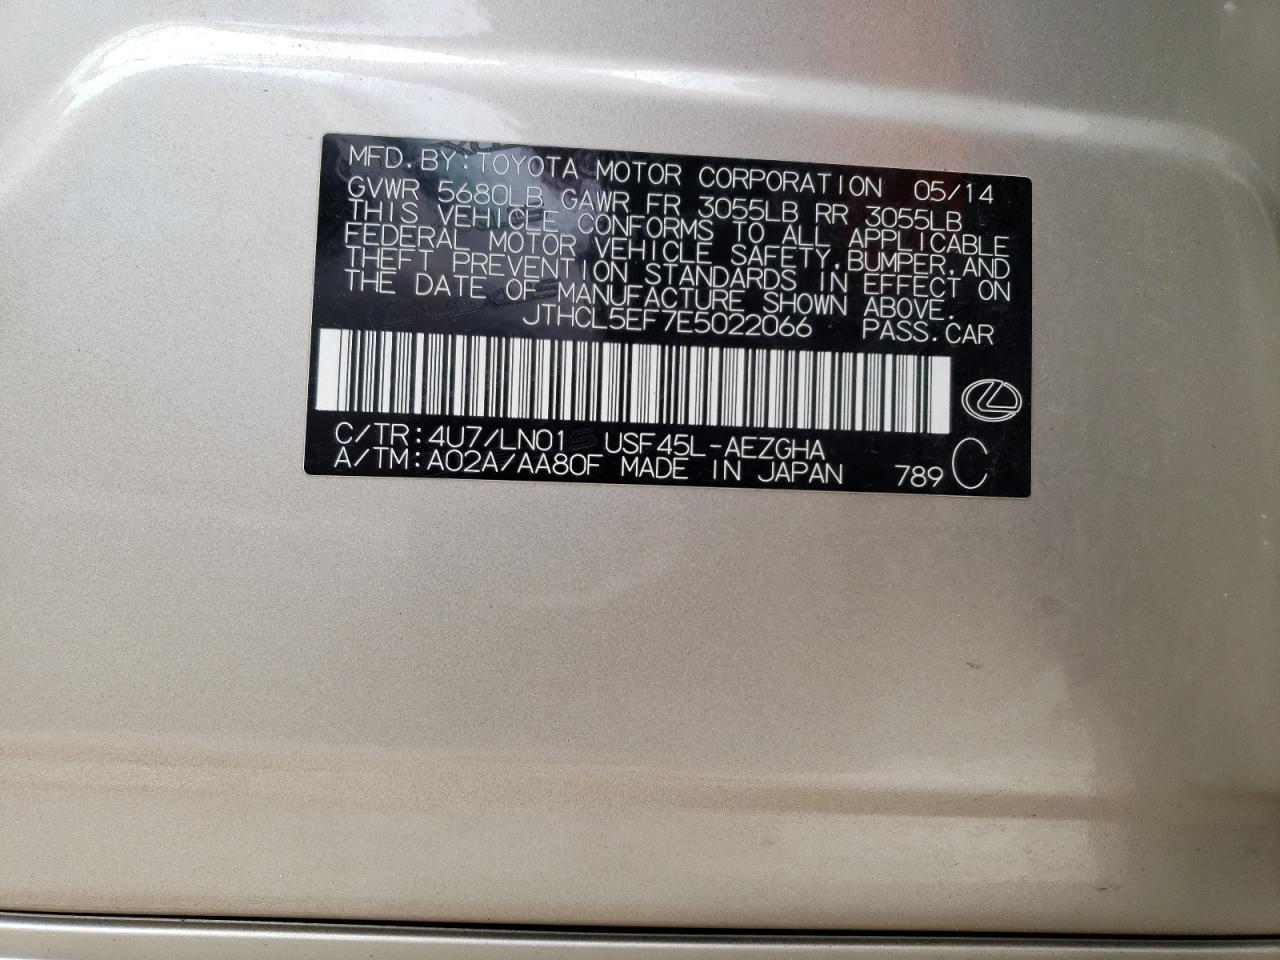 MFD.BY:TOYOTA MOTOR CORPORATION 05/14
GVWR 5680LB GAWR FR 3055LB RR 3055LB
THIS VEHICLE CONFORMS TO ALL APPLICABLE
FEDERAL MOTOR VEHICLE SAFETY,BUMPER,AND
THEFT PREVENTION STANDARDS IN EFFECT ON
THE DATE OF MANUFACTURE SHOWN ABOVE.
JTHCL5EF7E5022066 PASS.CAR
C/TR:4U7/LN01 USF45L-AEZGHA
A/TM:A02A/AA80F MADE IN JAPAN 789 C